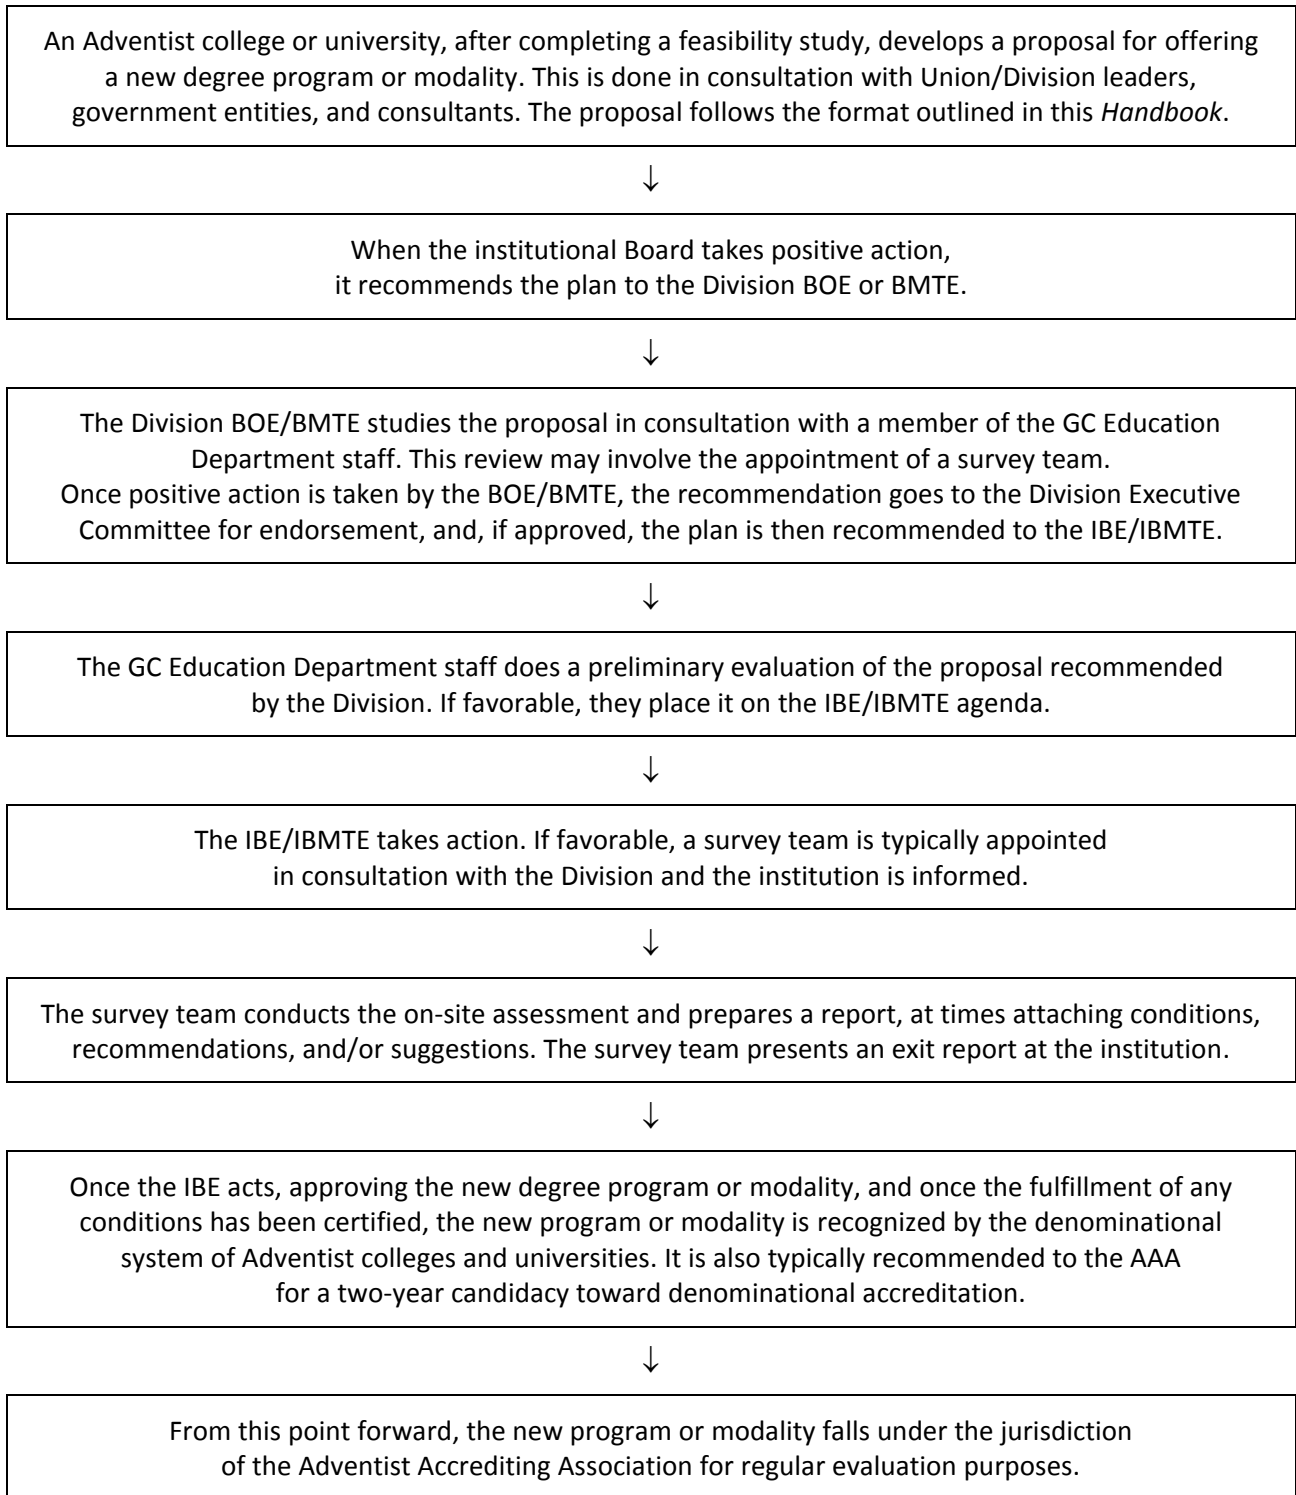 An Adventist college or university, after completing a feasibility study, develops a proposal for offering
a new degree program or modality. This is done in consultation with Union/Division leaders,
government entities, and consultants. The proposal follows the format outlined in this Handbook.
↓
When the institutional Board takes positive action,
it recommends the plan to the Division BOE or BMTE.
↓
The Division BOE/BMTE studies the proposal in consultation with a member of the GC Education
Department staff. This review may involve the appointment of a survey team.
Once positive action is taken by the BOE/BMTE, the recommendation goes to the Division Executive
Committee for endorsement, and, if approved, the plan is then recommended to the IBE/IBMTE.
↓
The GC Education Department staff does a preliminary evaluation of the proposal recommended
by the Division. If favorable, they place it on the IBE/IBMTE agenda.
↓
The IBE/IBMTE takes action. If favorable, a survey team is typically appointed
in consultation with the Division and the institution is informed.
↓
The survey team conducts the on-site assessment and prepares a report, at times attaching conditions,
recommendations, and/or suggestions. The survey team presents an exit report at the institution.
↓
Once the IBE acts, approving the new degree program or modality, and once the fulfillment of any
conditions has been certified, the new program or modality is recognized by the denominational
system of Adventist colleges and universities. It is also typically recommended to the AAA
for a two-year candidacy toward denominational accreditation.
↓
From this point forward, the new program or modality falls under the jurisdiction
of the Adventist Accrediting Association for regular evaluation purposes.